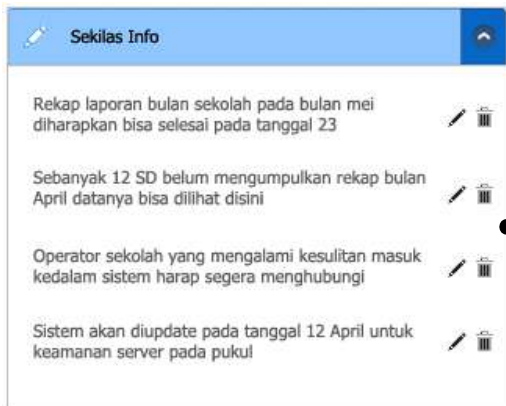 Sekilas Info
Rekap laporan bulan sekolah pada bulan mei
diharapkan bisa selesai pada tanggal 23
Sebanyak 12 SD belum mengumpulkan rekap bulan
April datanya bisa dilihat disini
Operator sekolah yang mengalami kesulitan masuk
kedalam sistem harap segera menghubungi
Sistem akan diupdate pada tanggal 12 April untuk
keamanan server pada pukul